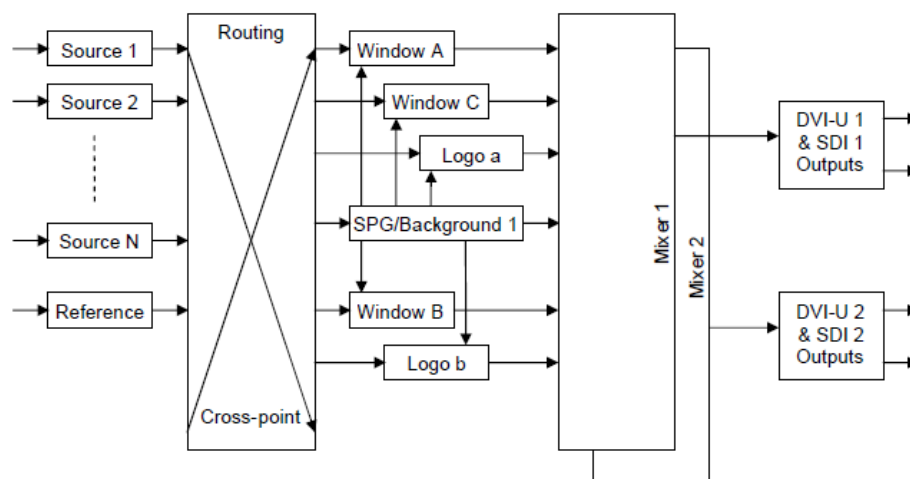 Source 1
Source 2
Source N
Reference
Routing
Cross-point
Window A
Window C
Logo a
SPG/Background 1
Window B
Logo b
Mixer 1
Mixer 2
DVI-U 1
& SDI 1
Outputs
DVI-U 2
& SDI 2
Outputs